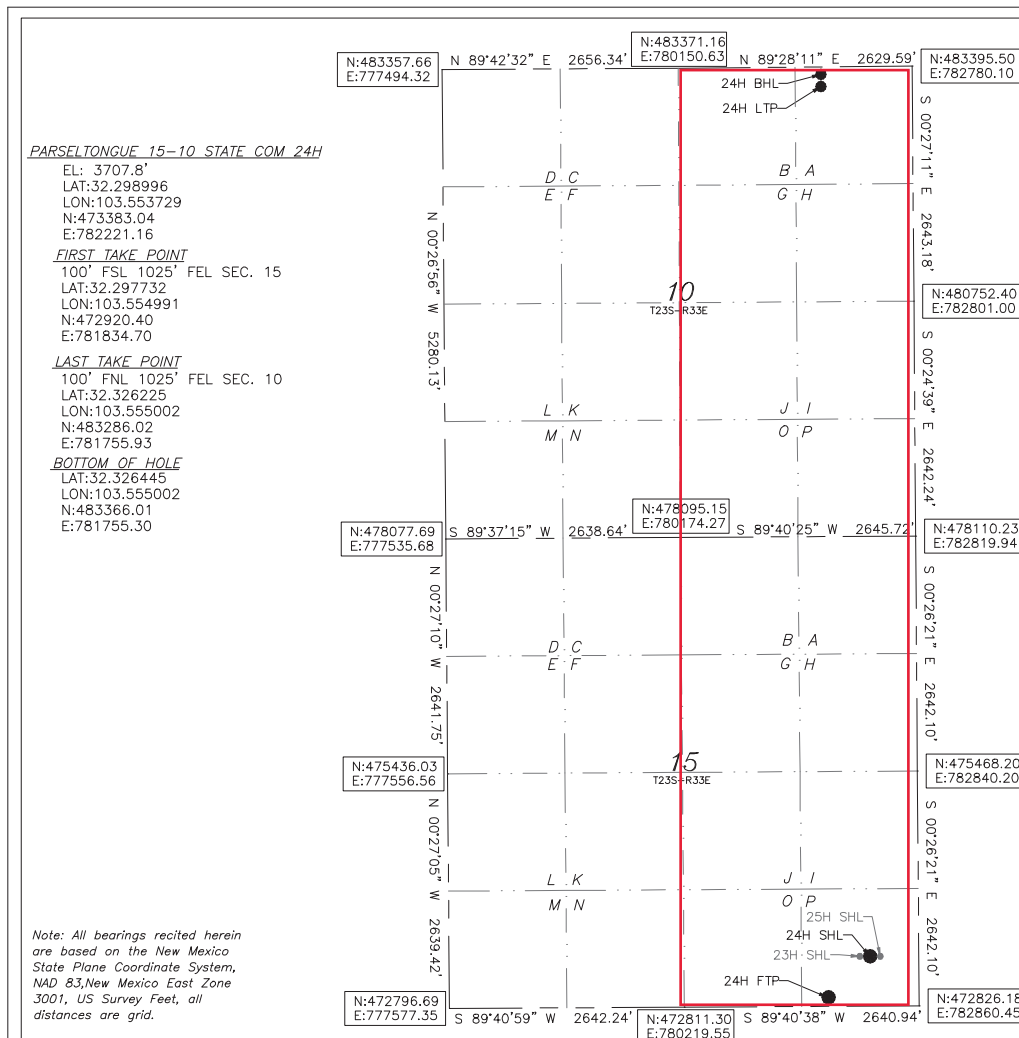 N:483371.16
E:780150.63
N:483357.66
E:777494.32
N 89°42'32" E 2656.34'
N 89°28'11" E 2629.59'
N:483395.50
E:782780.10
24H BHL
24H LTP
S 00°27'11" E 2643.18'
PARSELTONGUE 15-10 STATE COM 24H
EL: 3707.8'
LAT:32.298996
LON:103.553729
N:473383.04
E:782221.16
FIRST TAKE POINT
100' FSL 1025' FEL SEC. 15
LAT:32.297732
LON:103.554991
N:472920.40
E:781834.70
LAST TAKE POINT
100' FNL 1025' FEL SEC. 10
LAT:32.326225
LON:103.555002
N:483286.02
E:781755.93
BOTTOM OF HOLE
LAT:32.326445
LON:103.555002
N:483366.01
E:781755.30
D C
E F
B A
G H
N 00°26'56" W 5280.13'
10
T23S-R33E
N:480752.40
E:782801.00
S 00°24'39" E 2642.24'
L K
M N
J I
O P
N:478095.15
E:780174.27
N:478077.69
E:777535.68
S 89°37'15" W 2638.64'
S 89°40'25" W 2645.72'
N:478110.23
E:782819.94
N 00°27'10" W 2641.75'
S 00°26'21" E 2642.10'
D C
E F
B A
G H
15
T23S-R33E
N:475436.03
E:777556.56
N:475468.20
E:782840.20
N 00°27'05" W 2639.42'
S 00°26'21" E 2642.10'
L K
M N
J I
O P
25H SHL
24H SHL
23H SHL
24H FTP
Note: All bearings recited herein
are based on the New Mexico
State Plane Coordinate System,
NAD 83,New Mexico East Zone
3001, US Survey Feet, all
distances are grid.
N:472796.69
E:777577.35
S 89°40'59" W 2642.24'
N:472811.30
E:780219.55
S 89°40'38" W 2640.94'
N:472826.18
E:782860.45